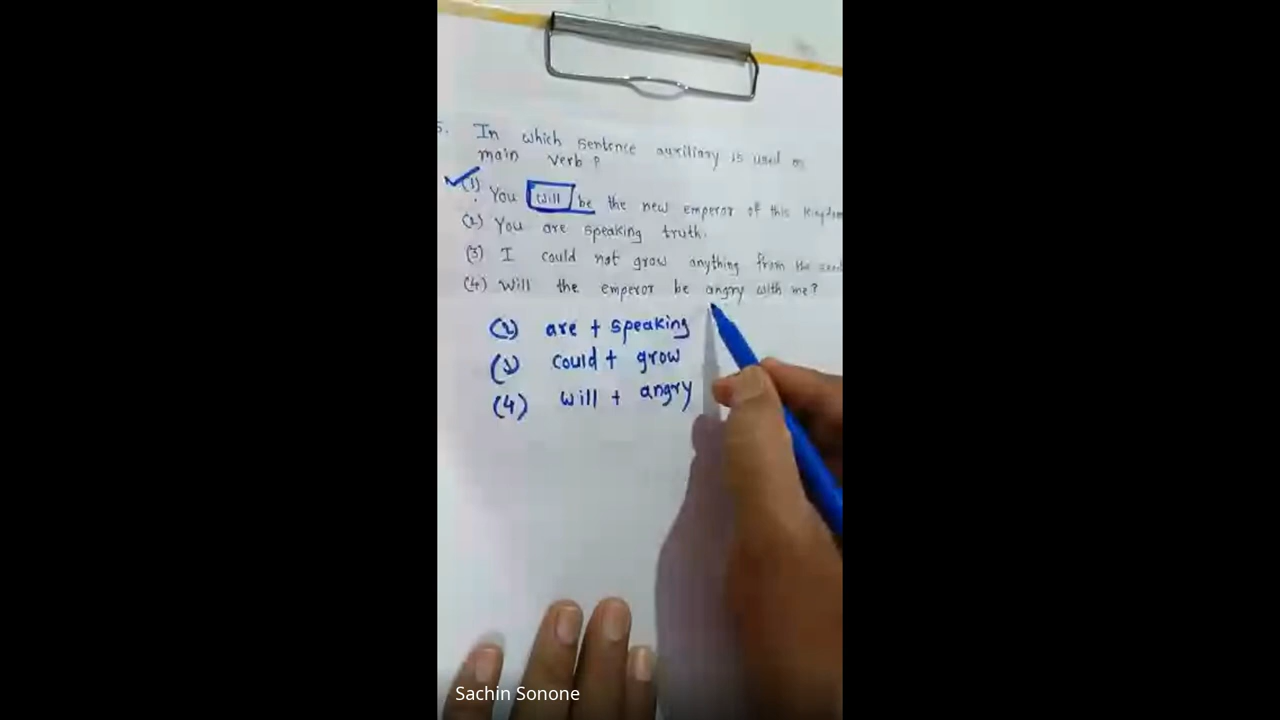 5. In which sentence auxiliary is used as
main verb ?
(1) You will be the new emperor of this kingdom
(2) You are speaking truth.
(3) I could not grow anything from the seed
(4) Will the emperor be angry with me?
(2) are + speaking
(3) could + grow
(4) will + angry
Sachin Sonone